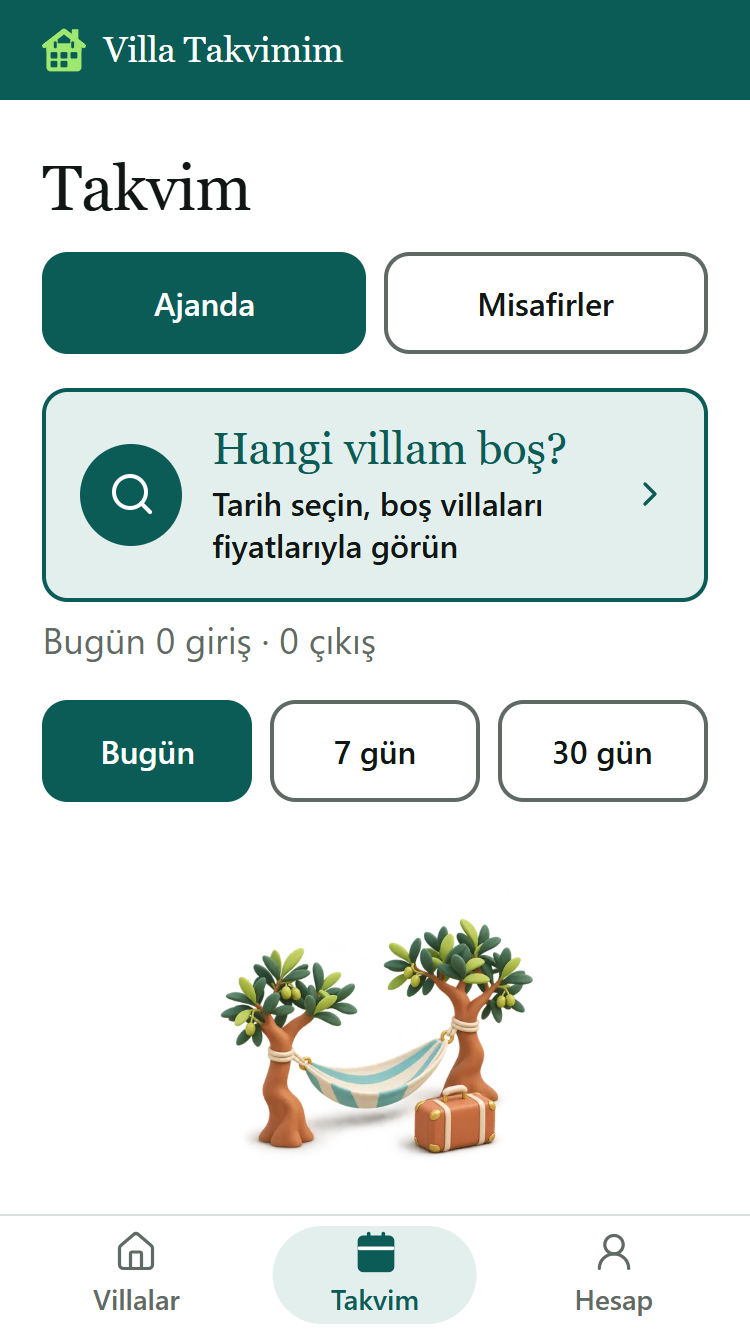 Villa Takvimim
Takvim
Ajanda
Misafirler
Hangi villam boş?
Tarih seçin, boş villaları
fiyatlarıyla görün
Bugün 0 giriş · 0 çıkış
Bugün
7 gün
30 gün
Villalar
Takvim
Hesap